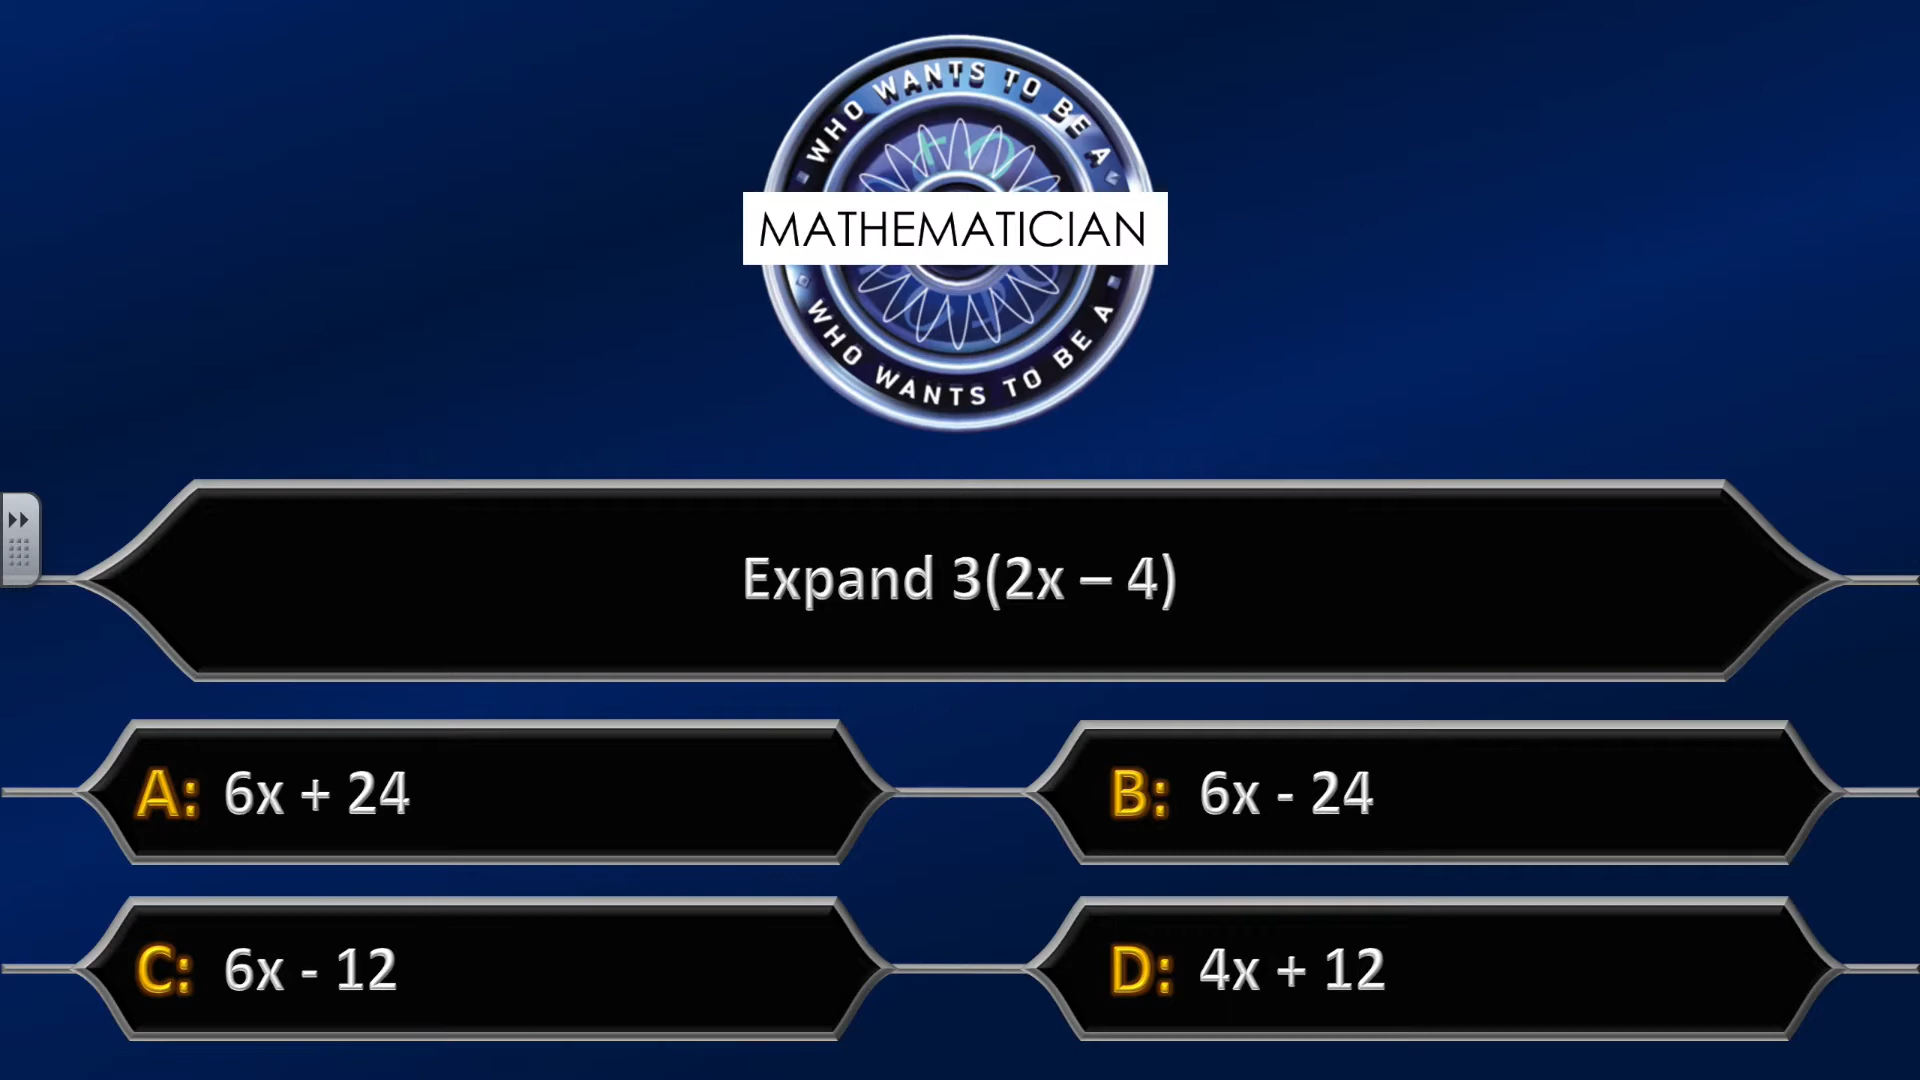 WHO WANTS TO BE A
MATHEMATICIAN
WHO WANTS TO BE A
Expand 3(2x – 4)
A: 6x + 24
B: 6x - 24
C: 6x - 12
D: 4x + 12